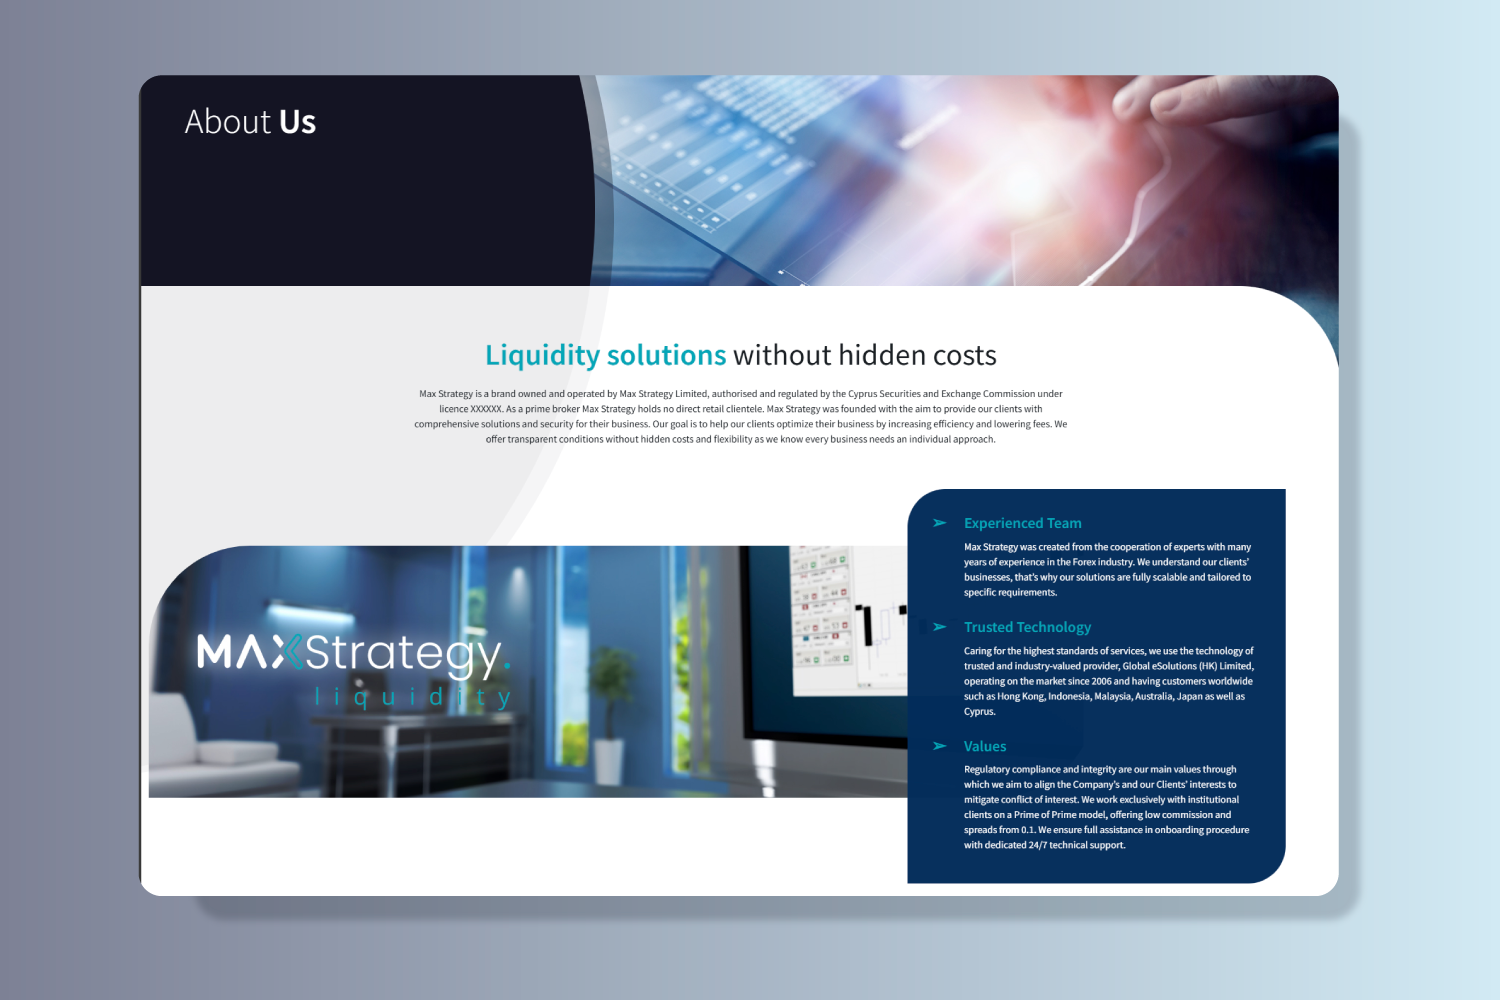 About Us
Liquidity solutions without hidden costs
Max Strategy is a brand owned and operated by Max Strategy Limited, authorised and regulated by the Cyprus Securities and Exchange Commission under
licence XXXXXX. As a prime broker Max Strategy holds no direct retail clientele. Max Strategy was founded with the aim to provide our clients with
comprehensive solutions and security for their business. Our goal is to help our clients optimize their business by increasing efficiency and lowering fees. We
offer transparent conditions without hidden costs and flexibility as we know every business needs an individual approach.
MAXStrategy.
liquidity
➢ Experienced Team
Max Strategy was created from the cooperation of experts with many
years of experience in the Forex industry. We understand our clients'
businesses, that's why our solutions are fully scalable and tailored to
specific requirements.
➢ Trusted Technology
Caring for the highest standards of services, we use the technology of
trusted and industry-valued provider, Global eSolutions (HK) Limited,
operating on the market since 2006 and having customers worldwide
such as Hong Kong, Indonesia, Malaysia, Australia, Japan as well as
Cyprus.
➢ Values
Regulatory compliance and integrity are our main values through
which we aim to align the Company's and our Clients' interests to
mitigate conflict of interest. We work exclusively with institutional
clients on a Prime of Prime model, offering low commission and
spreads from 0.1. We ensure full assistance in onboarding procedure
with dedicated 24/7 technical support.